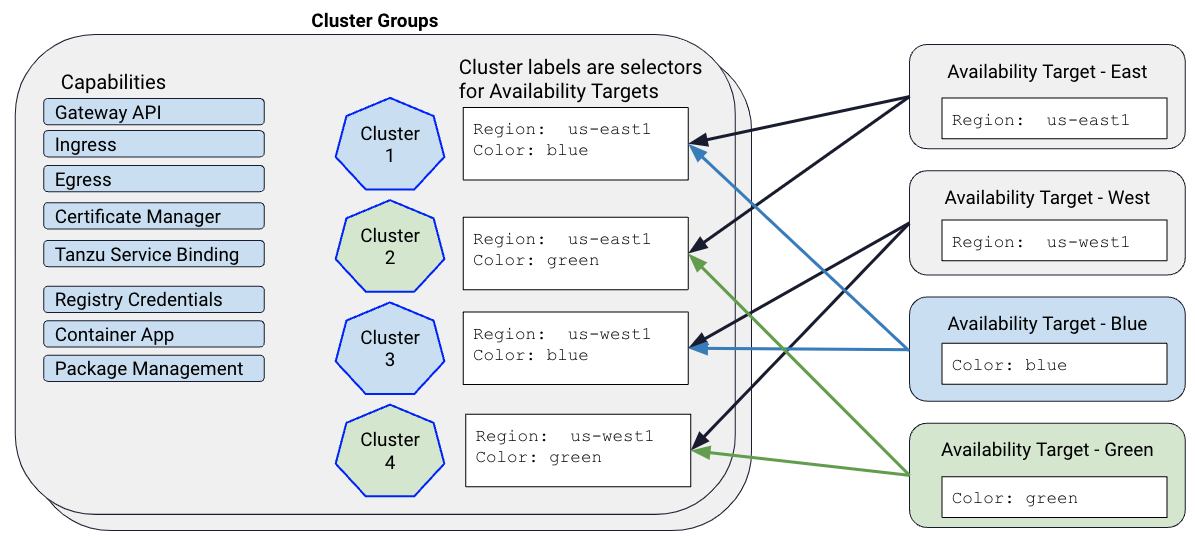 Cluster Groups
Capabilities
Gateway API
Ingress
Egress
Certificate Manager
Tanzu Service Binding
Registry Credentials
Container App
Package Management
Cluster
1
Cluster
2
Cluster
3
Cluster
4
Cluster labels are selectors
for Availability Targets
Region:  us-east1
Color: blue
Region:  us-east1
Color: green
Region:  us-west1
Color: blue
Region:  us-west1
Color: green
Availability Target - East
Region:  us-east1
Availability Target - West
Region:  us-west1
Availability Target - Blue
Color: blue
Availability Target - Green
Color: green